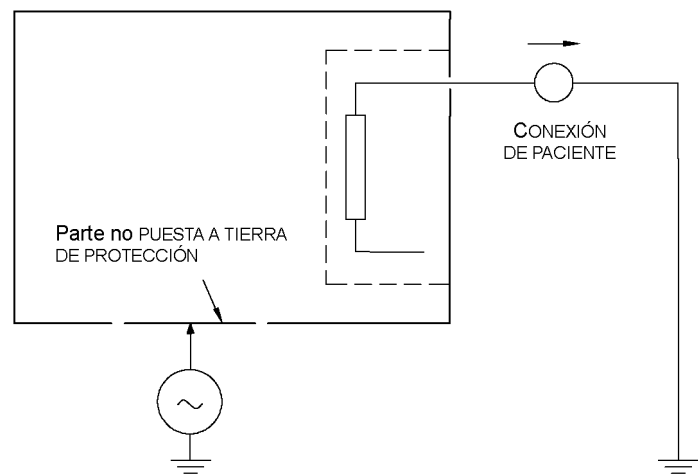 CONEXIÓN
DE PACIENTE
Parte no PUESTA A TIERRA
DE PROTECCIÓN